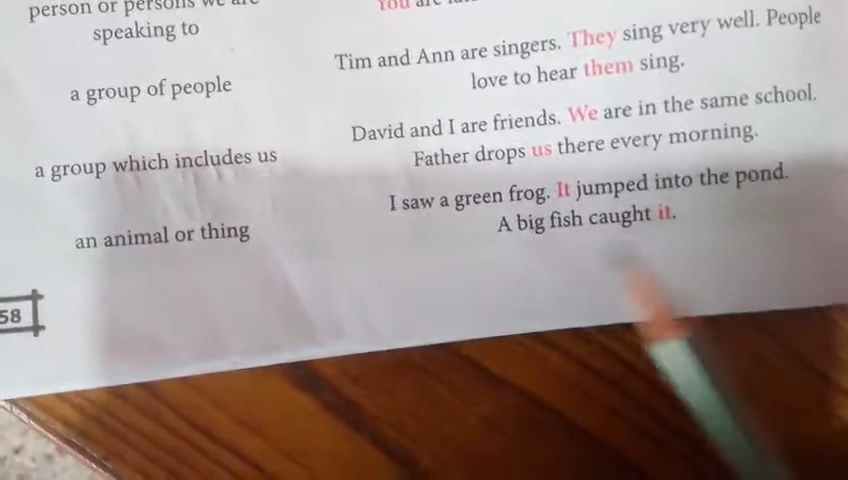 person or persons we are
speaking to
You are
Tim and Ann are singers. They sing very well. People
love to hear them sing.
a group of people
David and I are friends. We are in the same school.
Father drops us there every morning.
a group which includes us
I saw a green frog. It jumped into the pond.
A big fish caught it.
an animal or thing
58